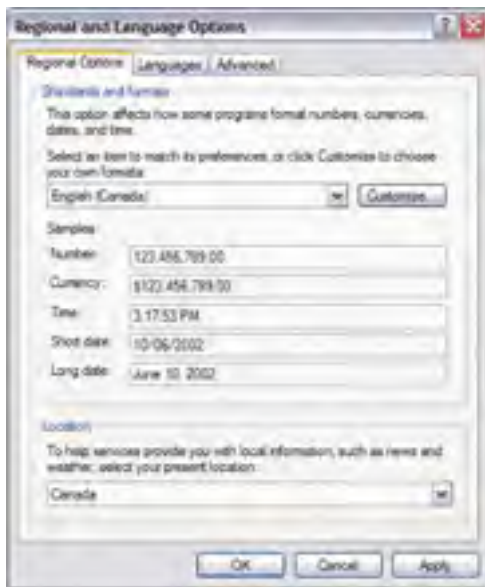 Regional and Language Options
Regional Options Languages Advanced
Standards and formats
This option affects how some programs format numbers, currencies,
dates, and time.
Select an item to match its preferences, or click Customize to choose
your own formats:
English (Canada) Customize...
Samples
Number: 123,456,789.00
Currency: $123,456,789.00
Time: 3:17:53 PM
Short date: 10/06/2002
Long date: June 10, 2002
Location
To help services provide you with local information, such as news and
weather, select your present location:
Canada
OK Cancel Apply